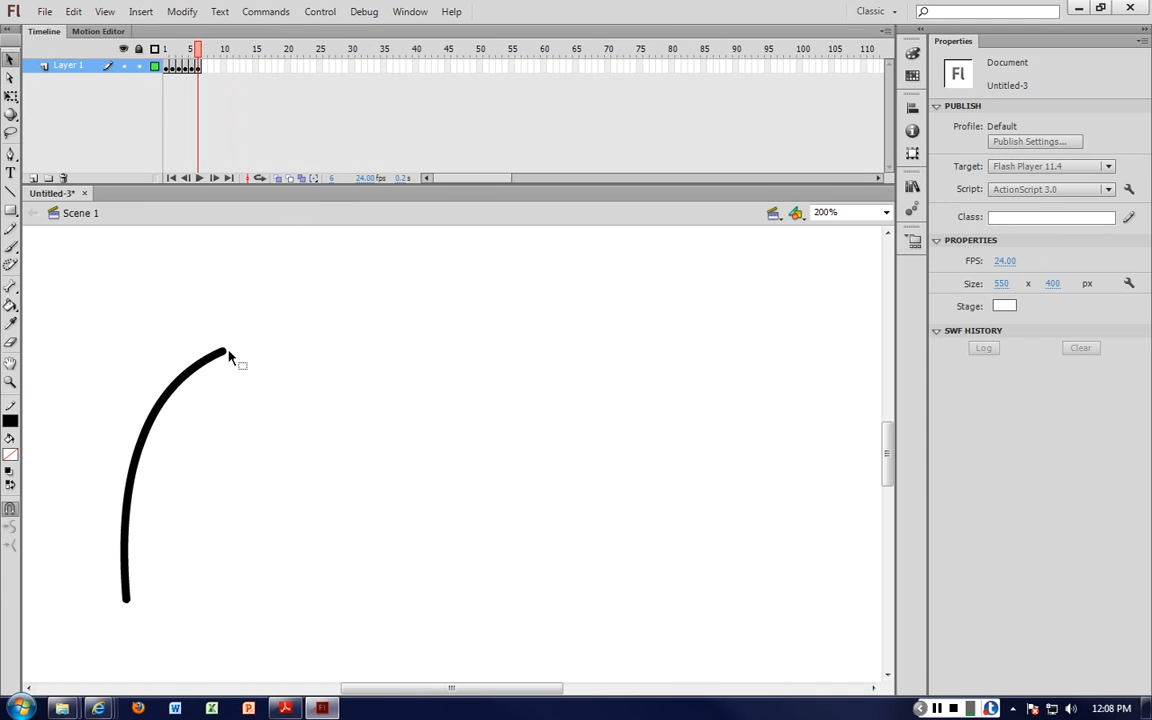 Fl File Edit View Insert Modify Text Commands Control Debug Window Help Classic
Timeline Motion Editor
1 5 10 15 20 25 30 35 40 45 50 55 60 65 70 75 80 85 90 95 100 105 110
Layer 1
6 24.00 fps 0.2 s
Untitled-3* ×
Scene 1
200%
Properties
Fl
Document
Untitled-3
PUBLISH
Profile: Default
Publish Settings...
Target: Flash Player 11.4
Script: ActionScript 3.0
Class:
PROPERTIES
FPS: 24.00
Size: 550 x 400 px
Stage:
SWF HISTORY
Log Clear
12:08 PM